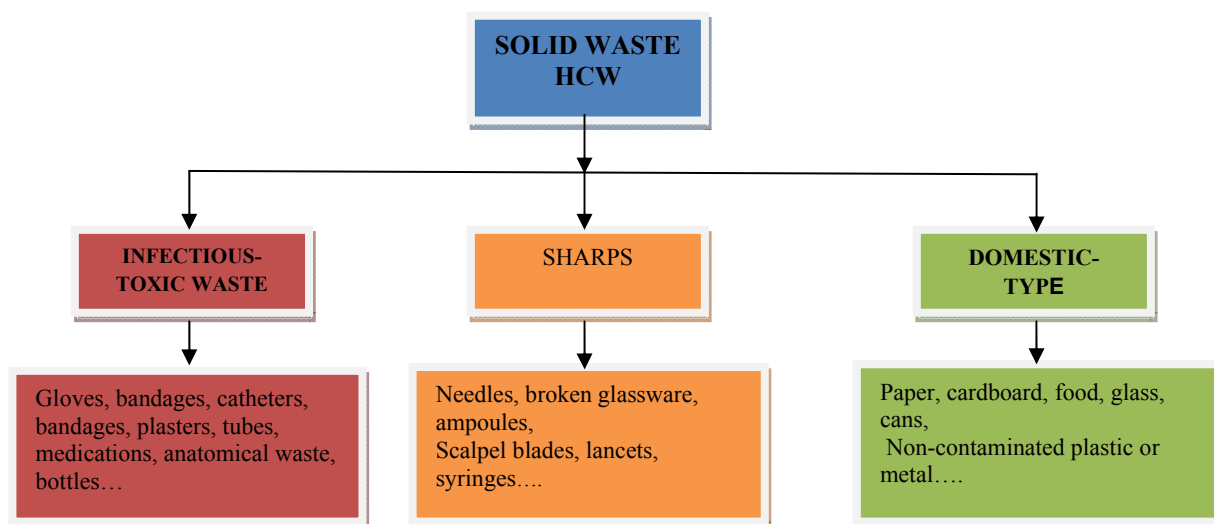 SOLID WASTE
HCW
INFECTIOUS-
TOXIC WASTE
SHARPS
DOMESTIC-
TYPE
Gloves, bandages, catheters,
bandages, plasters, tubes,
medications, anatomical waste,
bottles…
Needles, broken glassware,
ampoules,
Scalpel blades, lancets,
syringes….
Paper, cardboard, food, glass,
cans,
Non-contaminated plastic or
metal….